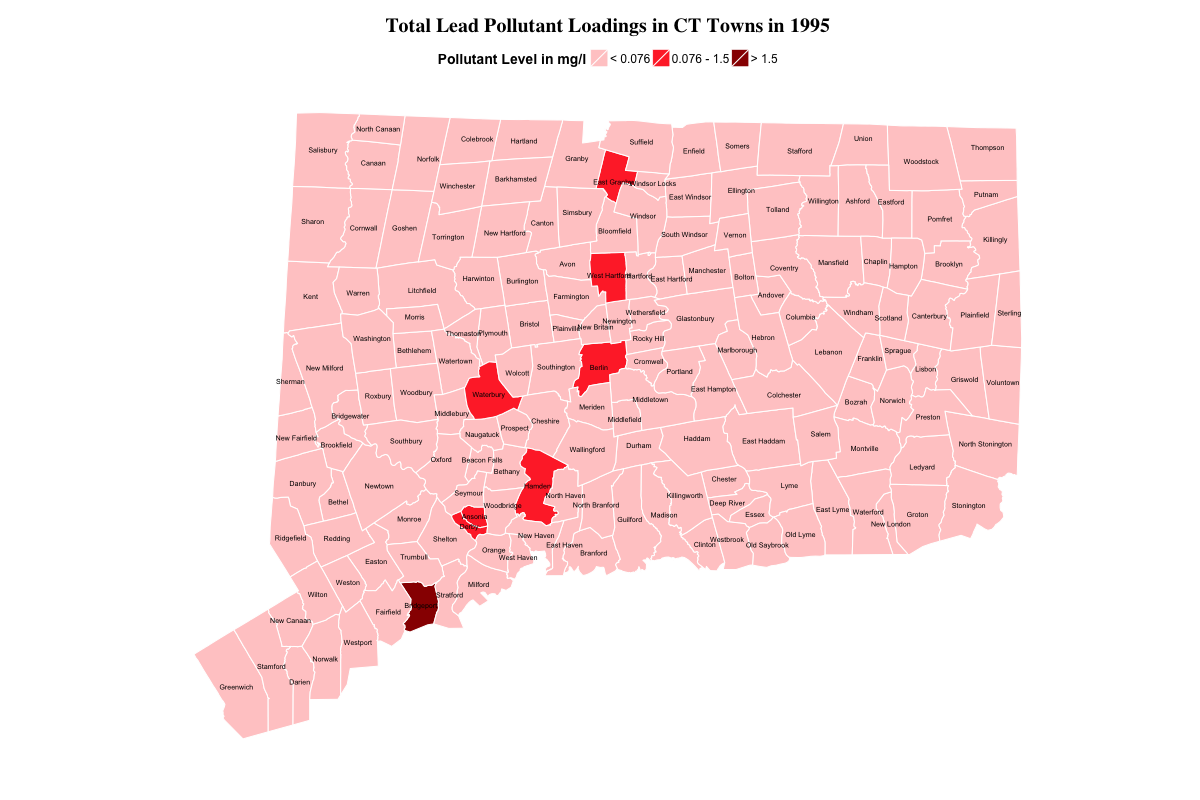 Total Lead Pollutant Loadings in CT Towns in 1995
Pollutant Level in mg/l < 0.076 0.076 - 1.5 > 1.5
North Canaan
Colebrook
Hartland
Suffield
Union
Salisbury
Canaan
Norfolk
Granby
Enfield
Somers
Stafford
Woodstock
Thompson
Winchester
Barkhamsted
East Granby
Windsor Locks
East Windsor
Ellington
Tolland
Willington
Ashford
Eastford
Putnam
Sharon
Cornwall
Goshen
Torrington
New Hartford
Canton
Simsbury
Bloomfield
Windsor
South Windsor
Vernon
Pomfret
Killingly
Kent
Warren
Litchfield
Harwinton
Burlington
Avon
Farmington
West Hartford
Hartford
East Hartford
Manchester
Bolton
Coventry
Andover
Mansfield
Chaplin
Hampton
Brooklyn
Morris
Washington
Bethlehem
Thomaston
Plymouth
Bristol
Plainville
New Britain
Newington
Wethersfield
Glastonbury
Rocky Hill
Hebron
Columbia
Windham
Scotland
Canterbury
Plainfield
Sterling
New Milford
Sherman
Watertown
Wolcott
Southington
Berlin
Cromwell
Portland
Marlborough
Lebanon
Franklin
Sprague
Lisbon
Griswold
Voluntown
Roxbury
Woodbury
Waterbury
Middlebury
Bridgewater
Meriden
Middletown
Middlefield
East Hampton
Colchester
Bozrah
Norwich
Preston
New Fairfield
Brookfield
Southbury
Naugatuck
Prospect
Cheshire
Wallingford
Durham
Haddam
East Haddam
Salem
Montville
North Stonington
Ledyard
Oxford
Beacon Falls
Bethany
Danbury
Bethel
Newtown
Seymour
Woodbridge
Hamden
North Haven
North Branford
Guilford
Madison
Killingworth
Chester
Deep River
Essex
Lyme
East Lyme
Waterford
New London
Groton
Stonington
Ridgefield
Redding
Monroe
Ansonia
Derby
Shelton
Orange
New Haven
West Haven
East Haven
Branford
Clinton
Westbrook
Old Saybrook
Old Lyme
Easton
Trumbull
Weston
Wilton
Milford
Stratford
Bridgeport
Fairfield
New Canaan
Westport
Norwalk
Stamford
Darien
Greenwich